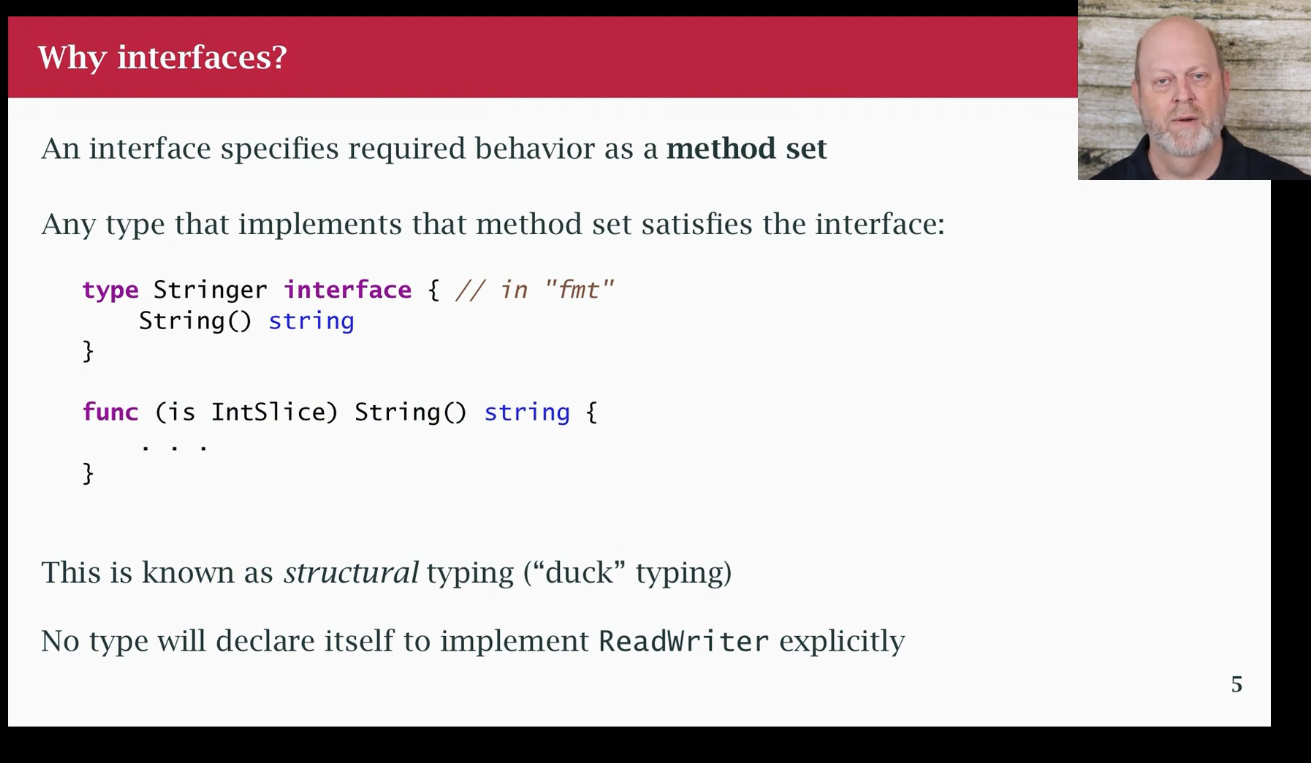 Why interfaces?
An interface specifies required behavior as a method set
Any type that implements that method set satisfies the interface:
type Stringer interface { // in "fmt"
String() string
}
func (is IntSlice) String() string {
. . .
}
This is known as structural typing (“duck” typing)
No type will declare itself to implement ReadWriter explicitly
5